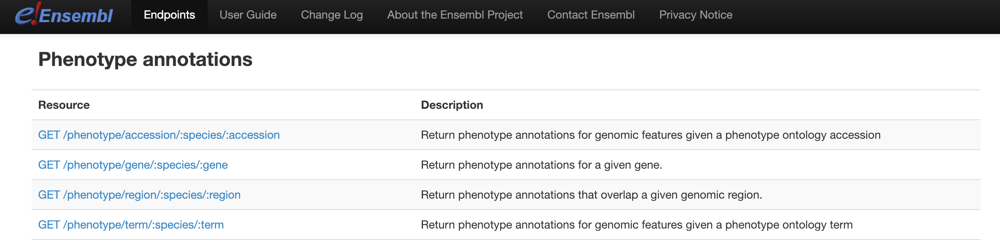 e!Ensembl Endpoints User Guide Change Log About the Ensembl Project Contact Ensembl Privacy Notice
Phenotype annotations
Resource Description
GET /phenotype/accession/:species/:accession Return phenotype annotations for genomic features given a phenotype ontology accession
GET /phenotype/gene/:species/:gene Return phenotype annotations for a given gene.
GET /phenotype/region/:species/:region Return phenotype annotations that overlap a given genomic region.
GET /phenotype/term/:species/:term Return phenotype annotations for genomic features given a phenotype ontology term